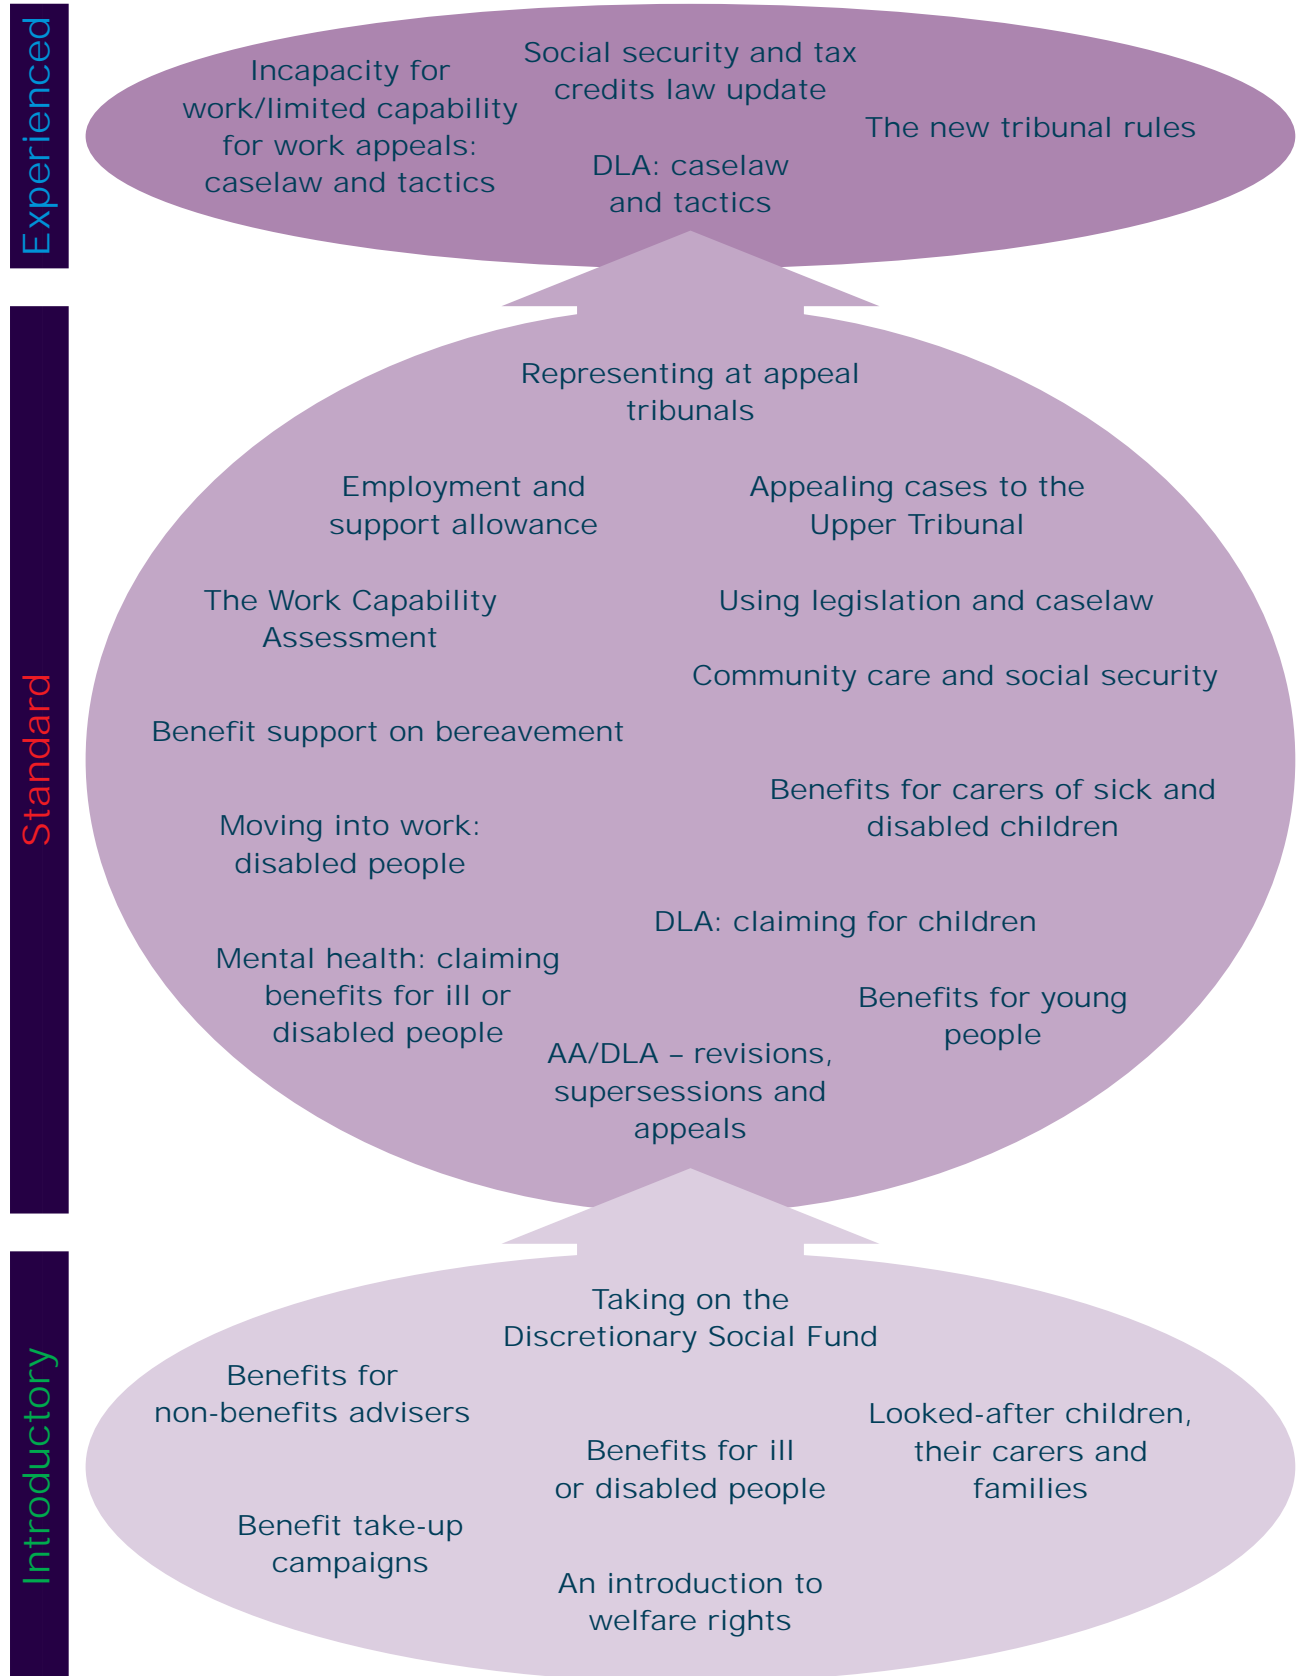 Experienced
Social security and tax
credits law update
Incapacity for
work/limited capability
for work appeals:
caselaw and tactics
The new tribunal rules
DLA: caselaw
and tactics
Standard
Representing at appeal
tribunals
Employment and
support allowance
Appealing cases to the
Upper Tribunal
The Work Capability
Assessment
Using legislation and caselaw
Community care and social security
Benefit support on bereavement
Benefits for carers of sick and
disabled children
Moving into work:
disabled people
DLA: claiming for children
Mental health: claiming
benefits for ill or
disabled people
Benefits for young
people
AA/DLA – revisions,
supersessions and
appeals
Introductory
Taking on the
Discretionary Social Fund
Benefits for
non-benefits advisers
Looked-after children,
their carers and
families
Benefits for ill
or disabled people
Benefit take-up
campaigns
An introduction to
welfare rights